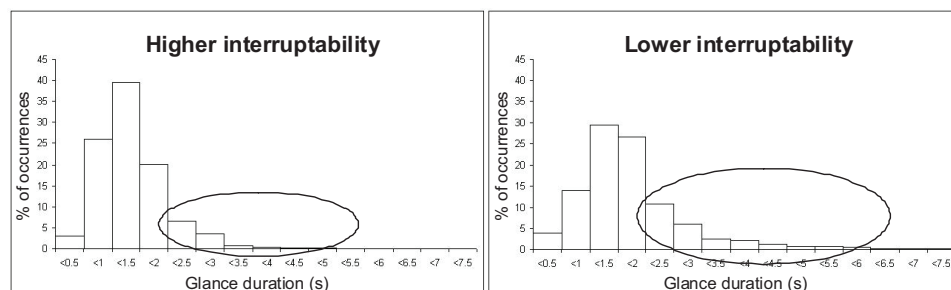 Higher interruptability
% of occurrences
45
40
35
30
25
20
15
10
5
0
<0.5 <1 <1.5 <2 <2.5 <3 <3.5 <4 <4.5 <5 <5.5 <6 <6.5 <7 <7.5
Glance duration (s)
Lower interruptability
% of occurrences
45
40
35
30
25
20
15
10
5
0
<0.5 <1 <1.5 <2 <2.5 <3 <3.5 <4 <4.5 <5 <5.5 <6 <6.5 <7 <7.5
Glance duration (s)